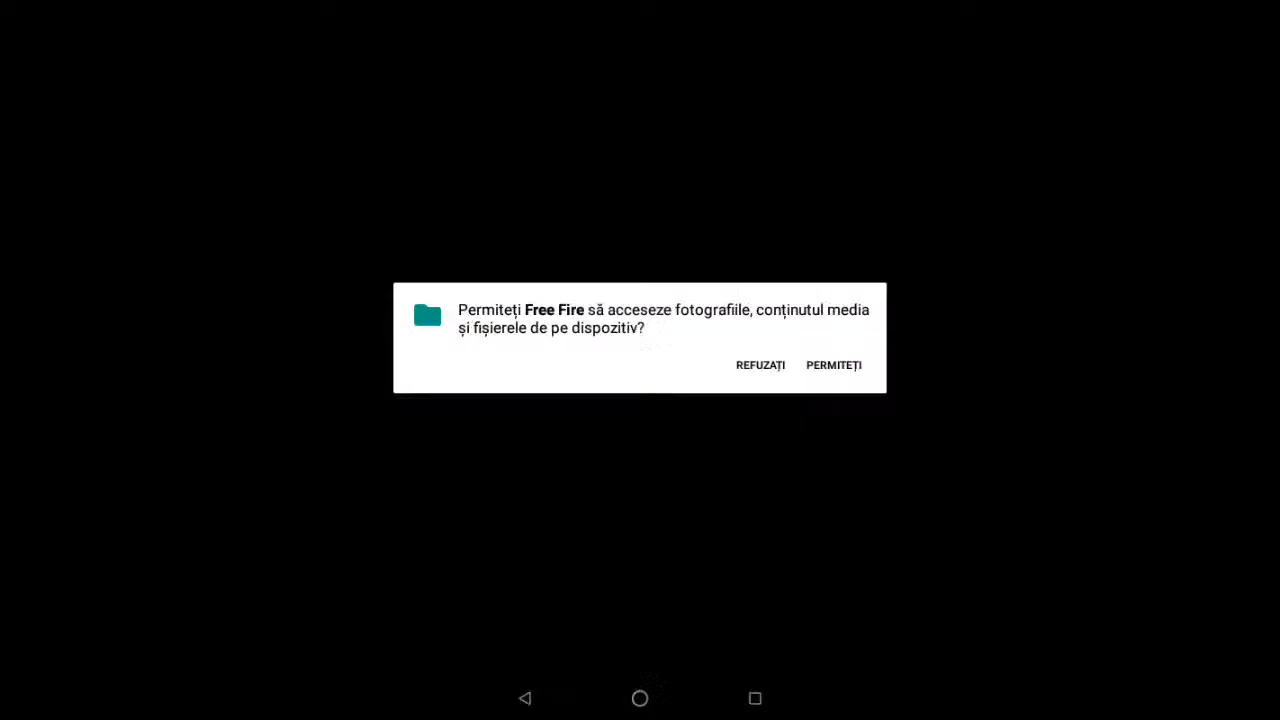 Permiteți Free Fire să acceseze fotografiile, conținutul media
și fișierele de pe dispozitiv?
REFUZAȚI PERMITEȚI